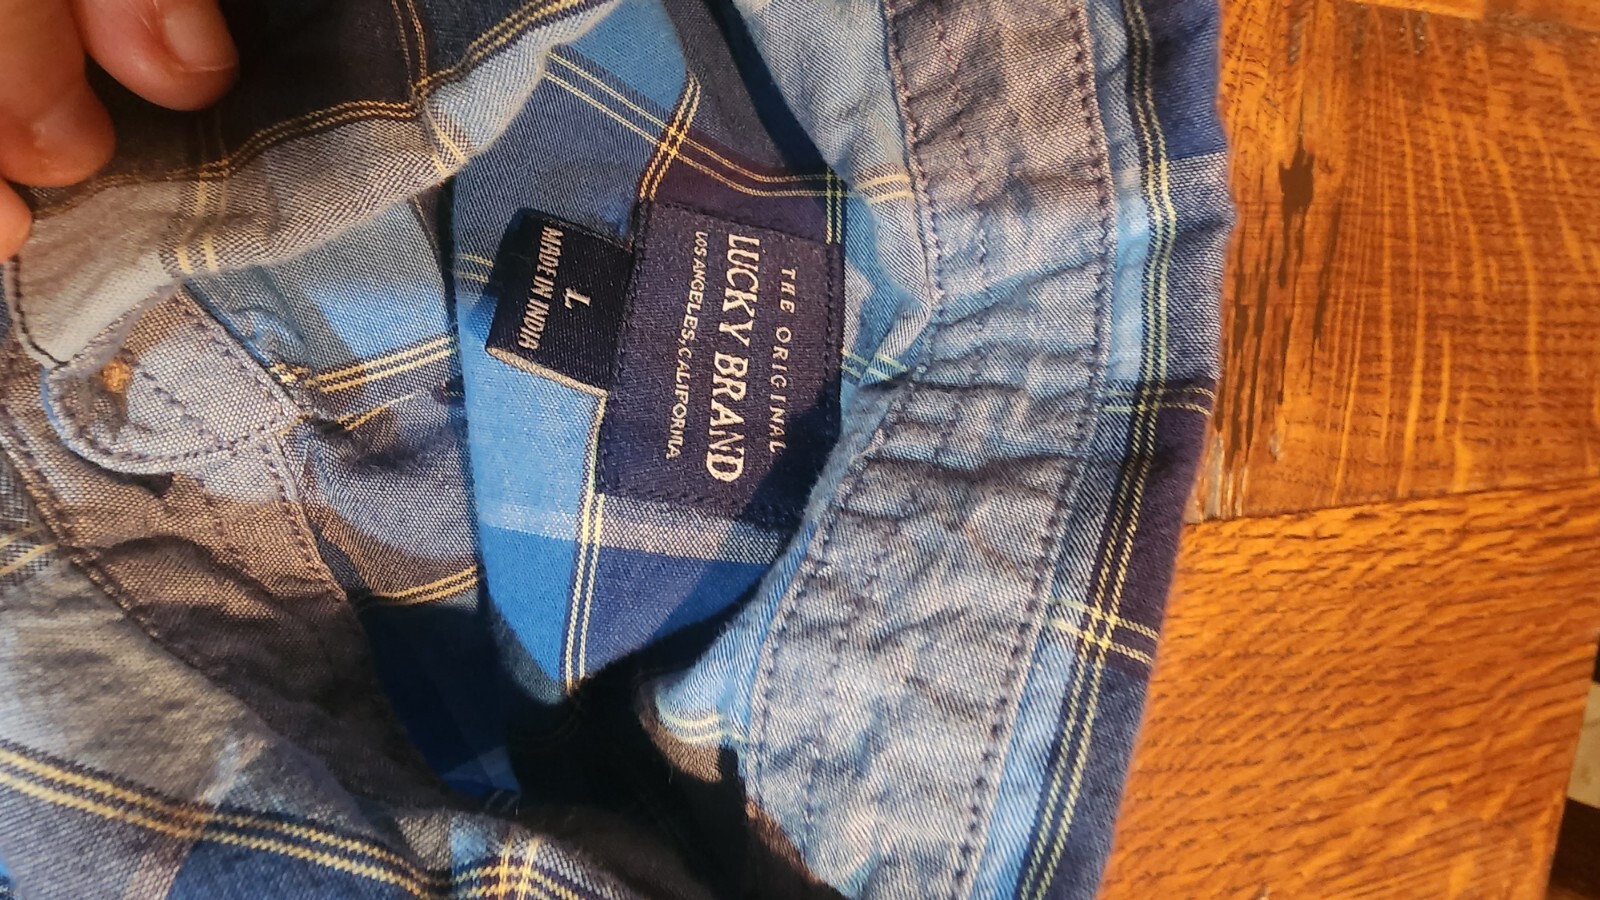 THE ORIGINAL
LUCKY BRAND
LOS ANGELES, CALIFORNIA
L
MADE IN INDIA